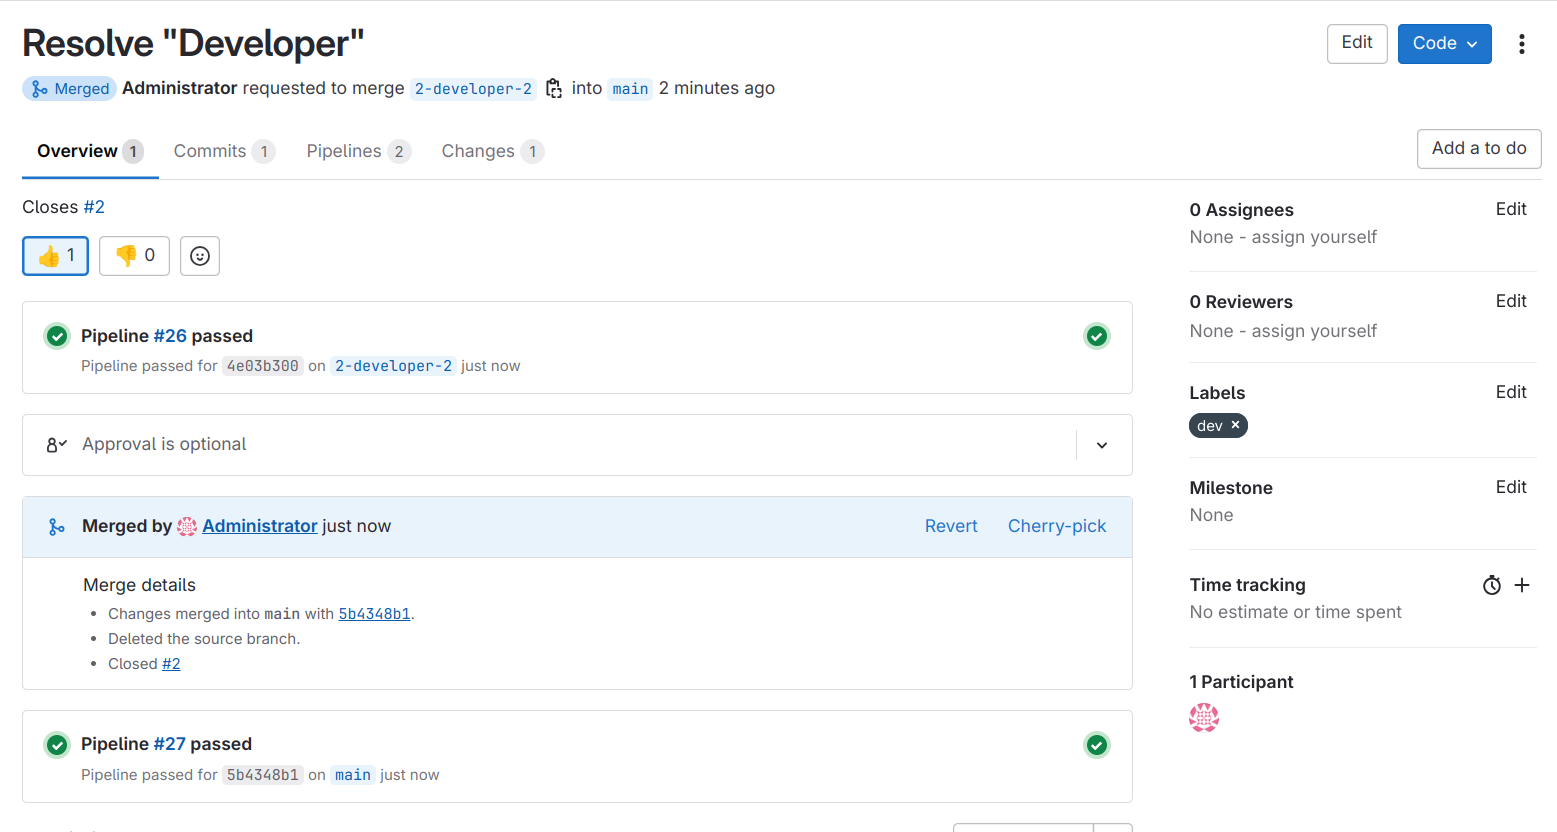 Resolve "Developer"
Edit
Code
Merged Administrator requested to merge 2-developer-2 into main 2 minutes ago
Overview 1
Commits 1
Pipelines 2
Changes 1
Add a to do
Closes #2
👍 1
👎 0
Pipeline #26 passed
Pipeline passed for 4e03b300 on 2-developer-2 just now
Approval is optional
Merged by Administrator just now
Revert
Cherry-pick
Merge details
• Changes merged into main with 5b4348b1.
• Deleted the source branch.
• Closed #2
Pipeline #27 passed
Pipeline passed for 5b4348b1 on main just now
0 Assignees
Edit
None - assign yourself
0 Reviewers
Edit
None - assign yourself
Labels
Edit
dev ×
Milestone
Edit
None
Time tracking
No estimate or time spent
1 Participant